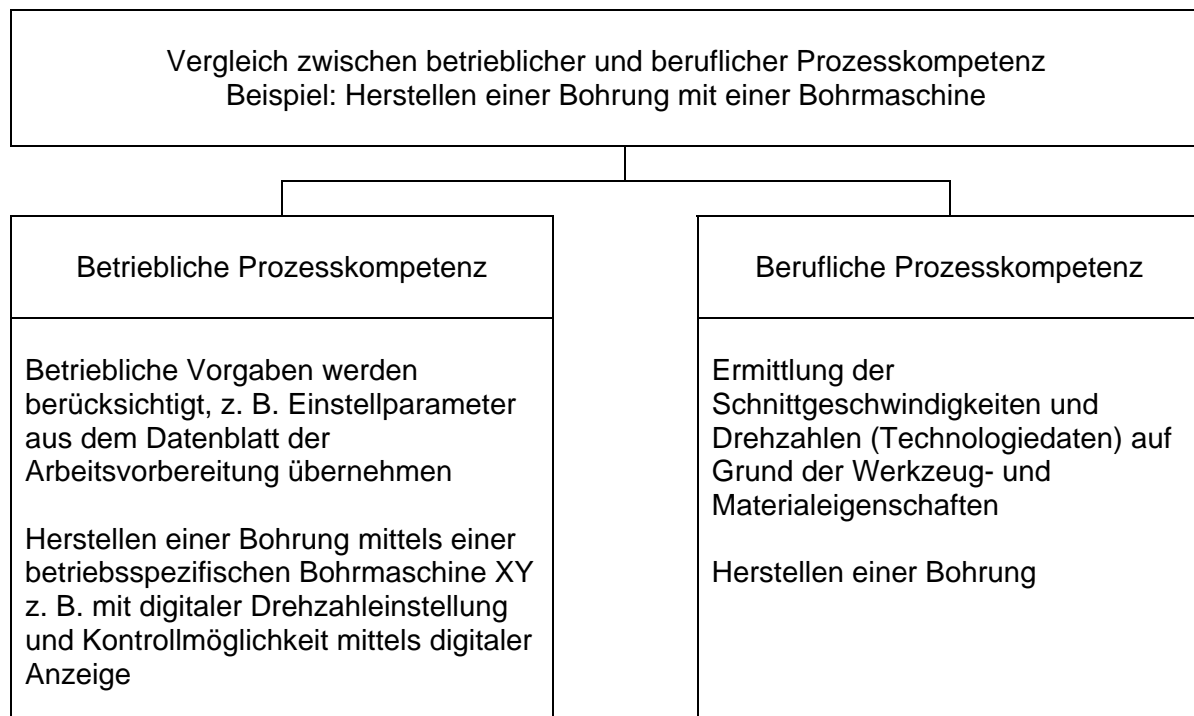 Vergleich zwischen betrieblicher und beruflicher Prozesskompetenz
Beispiel: Herstellen einer Bohrung mit einer Bohrmaschine
Betriebliche Prozesskompetenz
Betriebliche Vorgaben werden
berücksichtigt, z. B. Einstellparameter
aus dem Datenblatt der
Arbeitsvorbereitung übernehmen
Herstellen einer Bohrung mittels einer
betriebsspezifischen Bohrmaschine XY
z. B. mit digitaler Drehzahleinstellung
und Kontrollmöglichkeit mittels digitaler
Anzeige
Berufliche Prozesskompetenz
Ermittlung der
Schnittgeschwindigkeiten und
Drehzahlen (Technologiedaten) auf
Grund der Werkzeug- und
Materialeigenschaften
Herstellen einer Bohrung